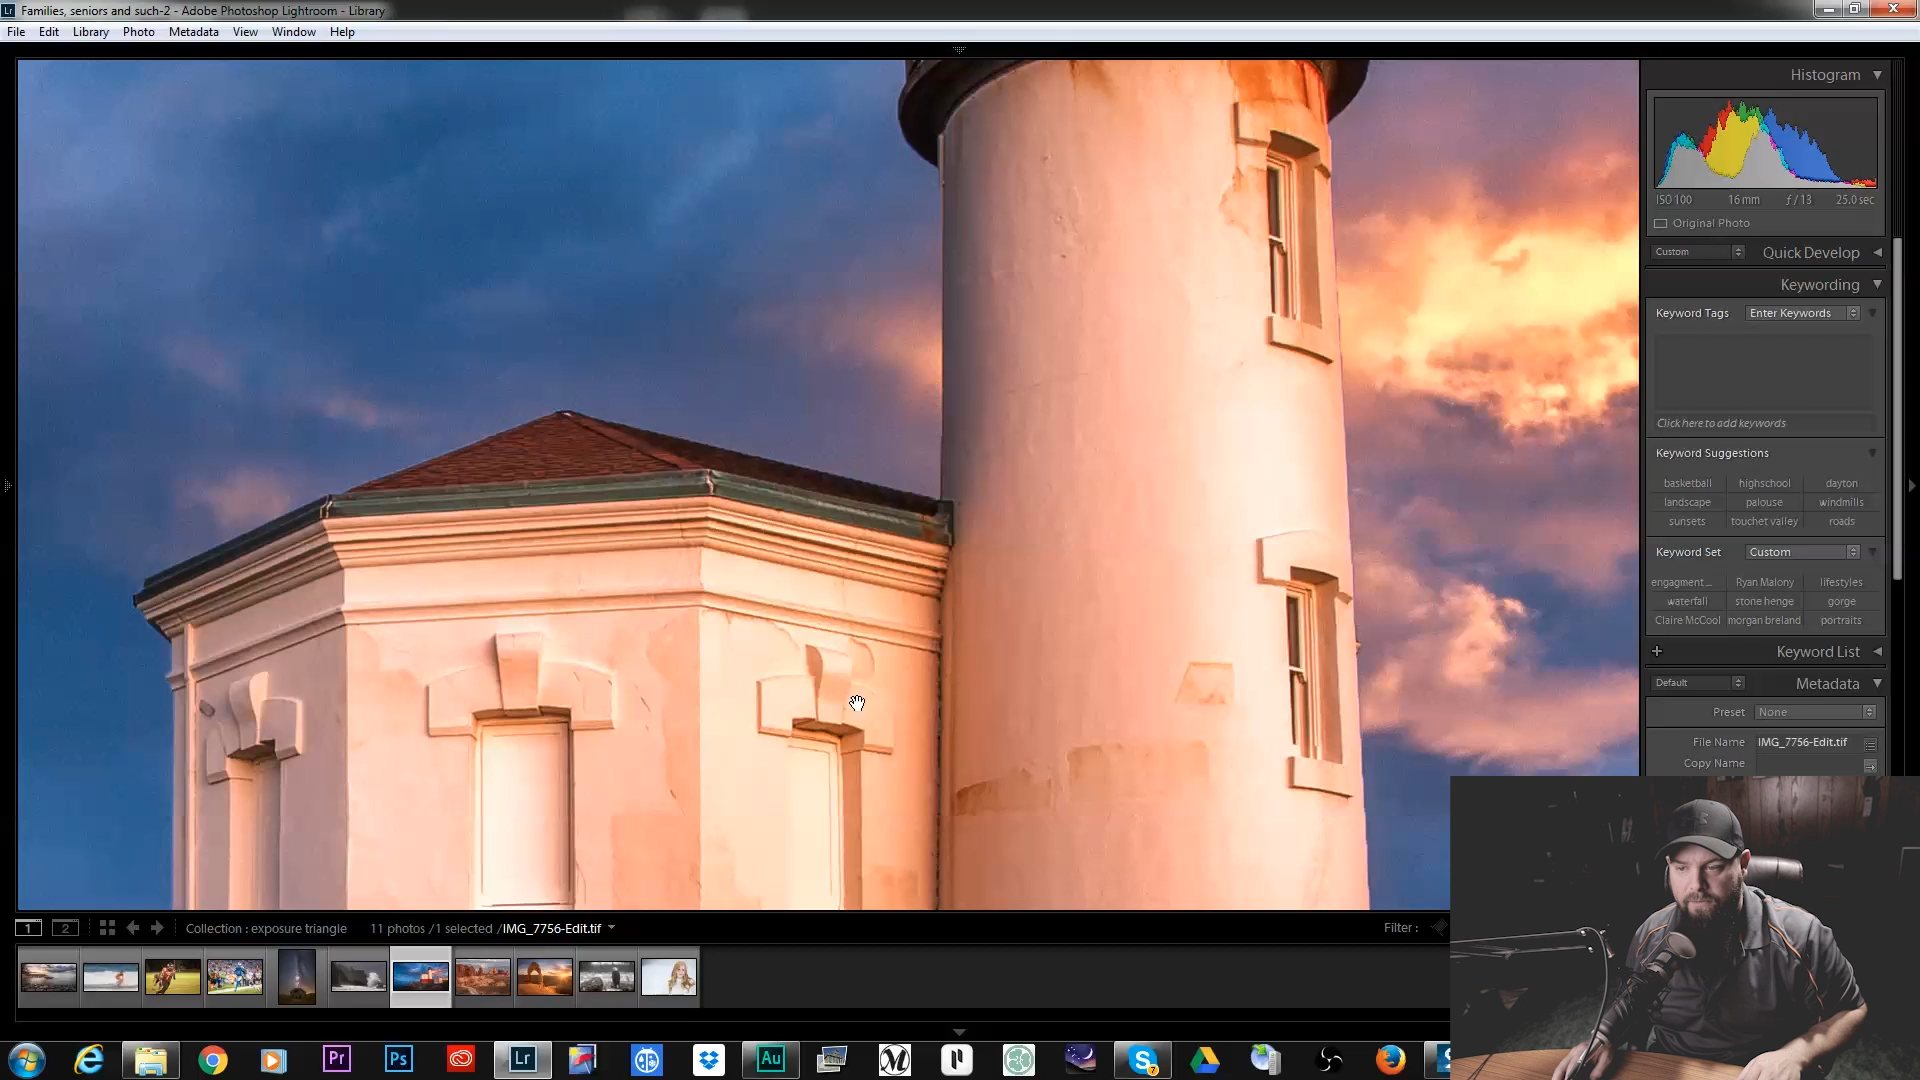 Lr Families, seniors and such-2 - Adobe Photoshop Lightroom - Library
File Edit Library Photo Metadata View Window Help
Histogram
ISO 100 16 mm ƒ / 13 25.0 sec
Original Photo
Custom Quick Develop
Keywording
Keyword Tags Enter Keywords
Click here to add keywords
Keyword Suggestions
basketball highschool dayton
landscape palouse windmills
sunsets touchet valley roads
Keyword Set Custom
engagment ... Ryan Malony lifestyles
waterfall stone henge gorge
Claire McCool morgan breland portraits
Keyword List
Default Metadata
Preset None
File Name IMG_7756-Edit.tif
Copy Name
1 2 Collection : exposure triangle 11 photos / 1 selected / IMG_7756-Edit.tif Filter :
Pr Ps Lr Au M P S 7